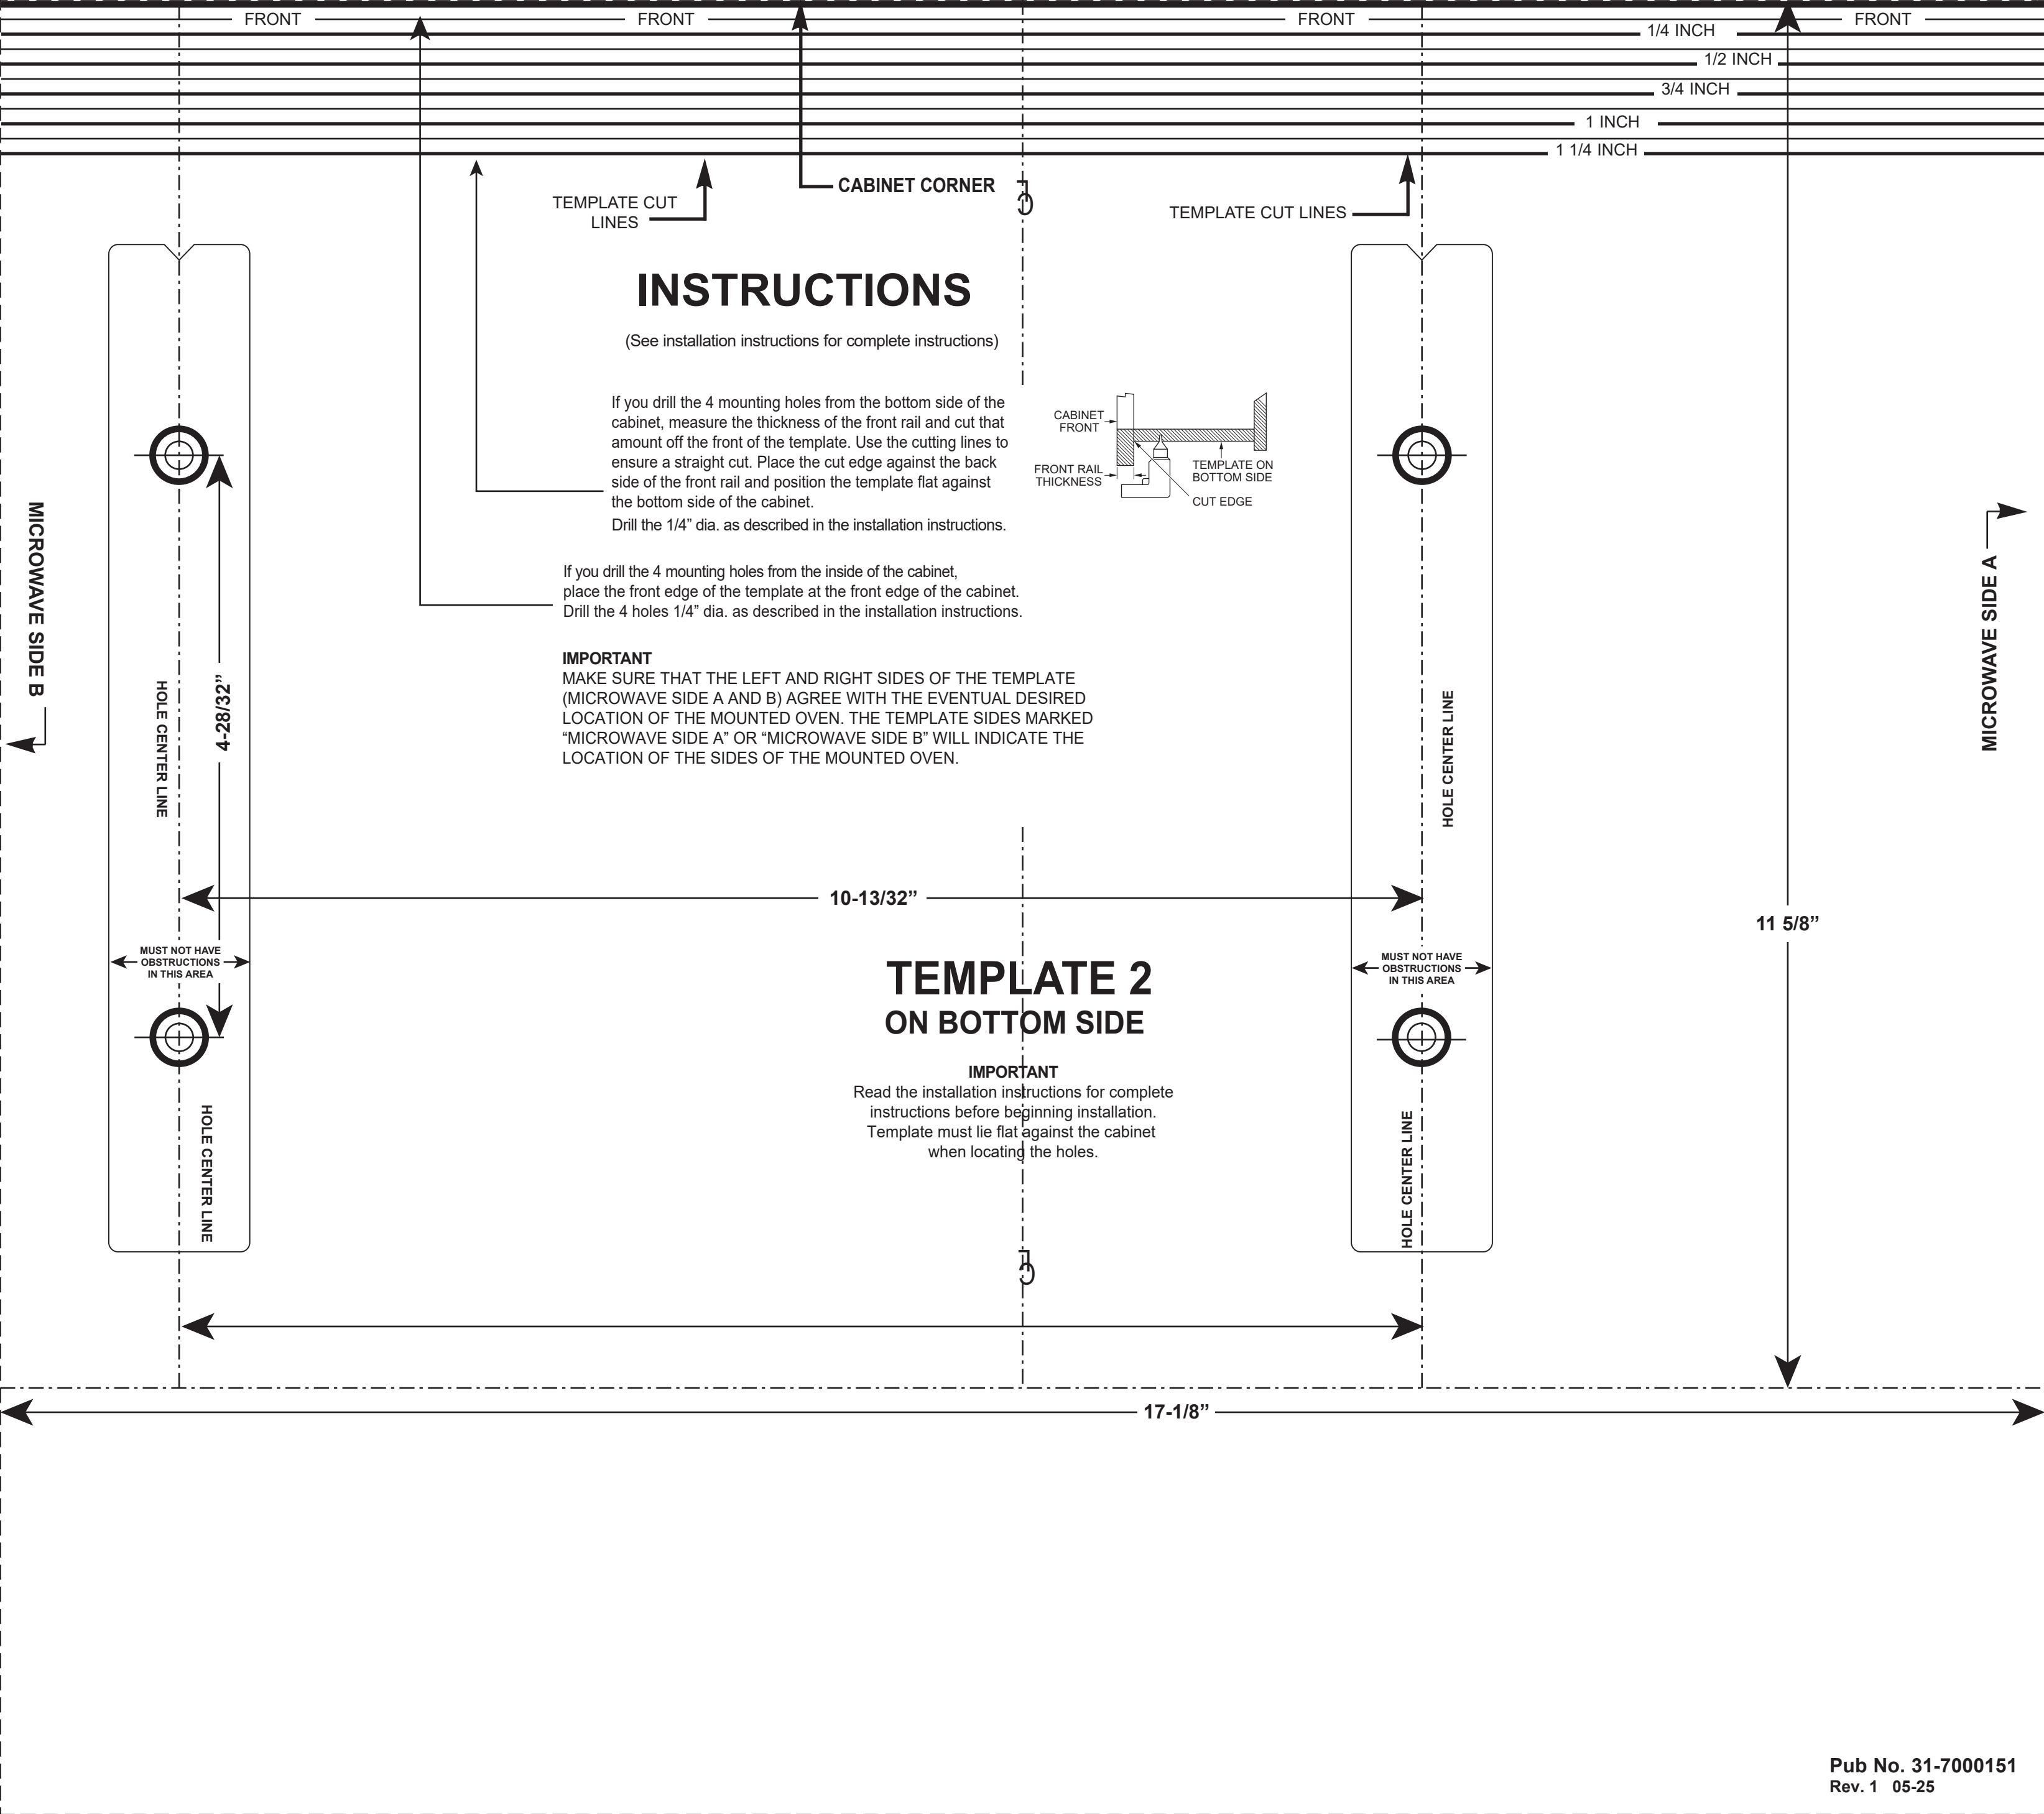 FRONT FRONT FRONT FRONT
1/4 INCH
1/2 INCH
3/4 INCH
1 INCH
1 1/4 INCH
CABINET CORNER
TEMPLATE CUT
LINES
TEMPLATE CUT LINES
CL
INSTRUCTIONS
(See installation instructions for complete instructions)
If you drill the 4 mounting holes from the bottom side of the
cabinet, measure the thickness of the front rail and cut that
amount off the front of the template. Use the cutting lines to
ensure a straight cut. Place the cut edge against the back
side of the front rail and position the template flat against
the bottom side of the cabinet.
Drill the 1/4” dia. as described in the installation instructions.
CABINET
FRONT
FRONT RAIL
THICKNESS
TEMPLATE ON
BOTTOM SIDE
CUT EDGE
If you drill the 4 mounting holes from the inside of the cabinet,
place the front edge of the template at the front edge of the cabinet.
Drill the 4 holes 1/4” dia. as described in the installation instructions.
IMPORTANT
MAKE SURE THAT THE LEFT AND RIGHT SIDES OF THE TEMPLATE
(MICROWAVE SIDE A AND B) AGREE WITH THE EVENTUAL DESIRED
LOCATION OF THE MOUNTED OVEN. THE TEMPLATE SIDES MARKED
“MICROWAVE SIDE A” OR “MICROWAVE SIDE B” WILL INDICATE THE
LOCATION OF THE SIDES OF THE MOUNTED OVEN.
MICROWAVE SIDE B
HOLE CENTER LINE
4-28/32”
HOLE CENTER LINE
MICROWAVE SIDE A
10-13/32”
11 5/8”
MUST NOT HAVE
OBSTRUCTIONS
IN THIS AREA
MUST NOT HAVE
OBSTRUCTIONS
IN THIS AREA
TEMPLATE 2
ON BOTTOM SIDE
IMPORTANT
Read the installation instructions for complete
instructions before beginning installation.
Template must lie flat against the cabinet
when locating the holes.
HOLE CENTER LINE
HOLE CENTER LINE
CL
17-1/8”
Pub No. 31-7000151
Rev. 1 05-25